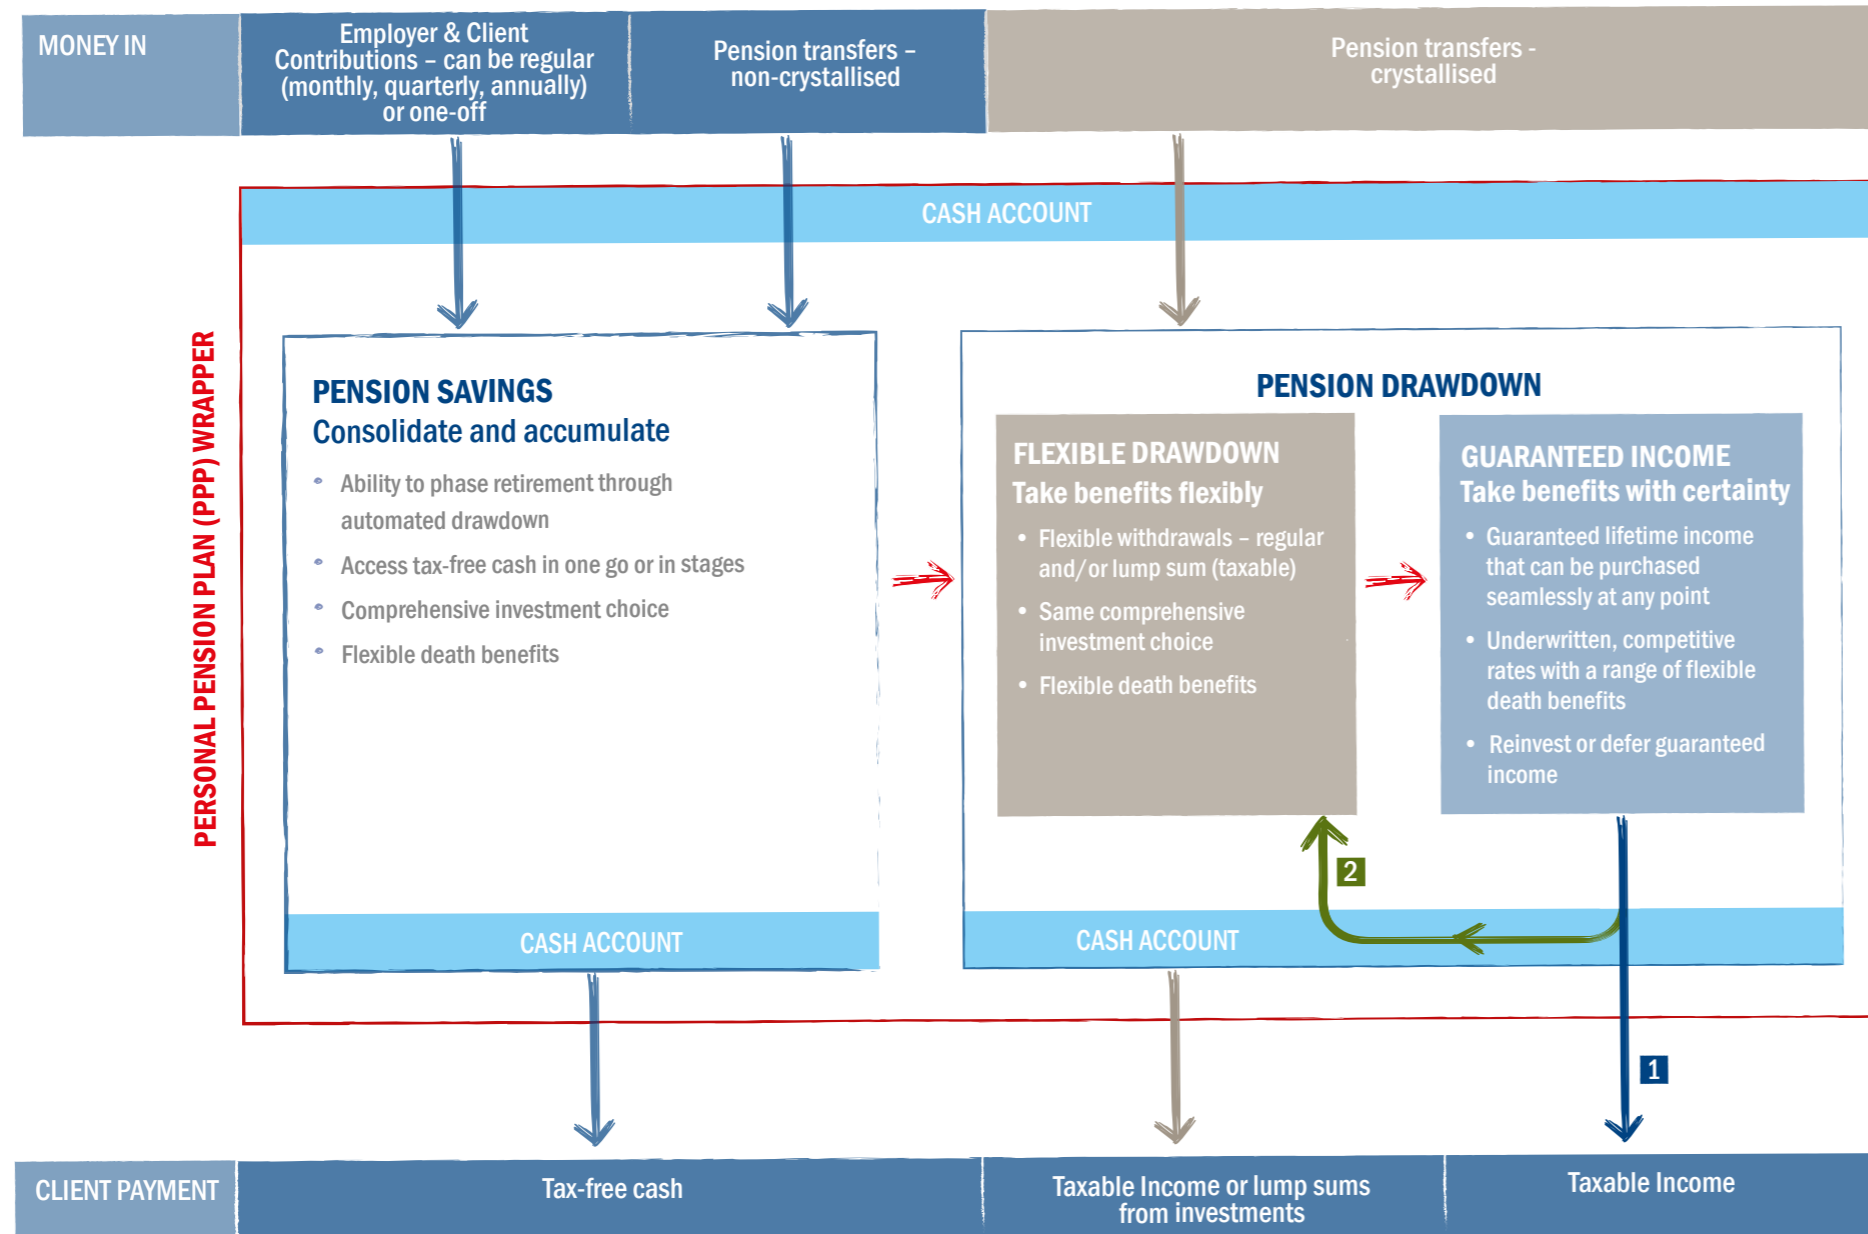 MONEY IN
Employer & Client
Contributions – can be regular
(monthly, quarterly, annually)
or one-off
Pension transfers –
non-crystallised
Pension transfers -
crystallised
CASH ACCOUNT
PERSONAL PENSION PLAN (PPP) WRAPPER
PENSION SAVINGS
Consolidate and accumulate
• Ability to phase retirement through
automated drawdown
• Access tax-free cash in one go or in stages
• Comprehensive investment choice
• Flexible death benefits
CASH ACCOUNT
PENSION DRAWDOWN
FLEXIBLE DRAWDOWN
Take benefits flexibly
• Flexible withdrawals – regular
and/or lump sum (taxable)
• Same comprehensive
investment choice
• Flexible death benefits
GUARANTEED INCOME
Take benefits with certainty
• Guaranteed lifetime income
that can be purchased
seamlessly at any point
• Underwritten, competitive
rates with a range of flexible
death benefits
• Reinvest or defer guaranteed
income
2
CASH ACCOUNT
1
CLIENT PAYMENT
Tax-free cash
Taxable Income or lump sums
from investments
Taxable Income